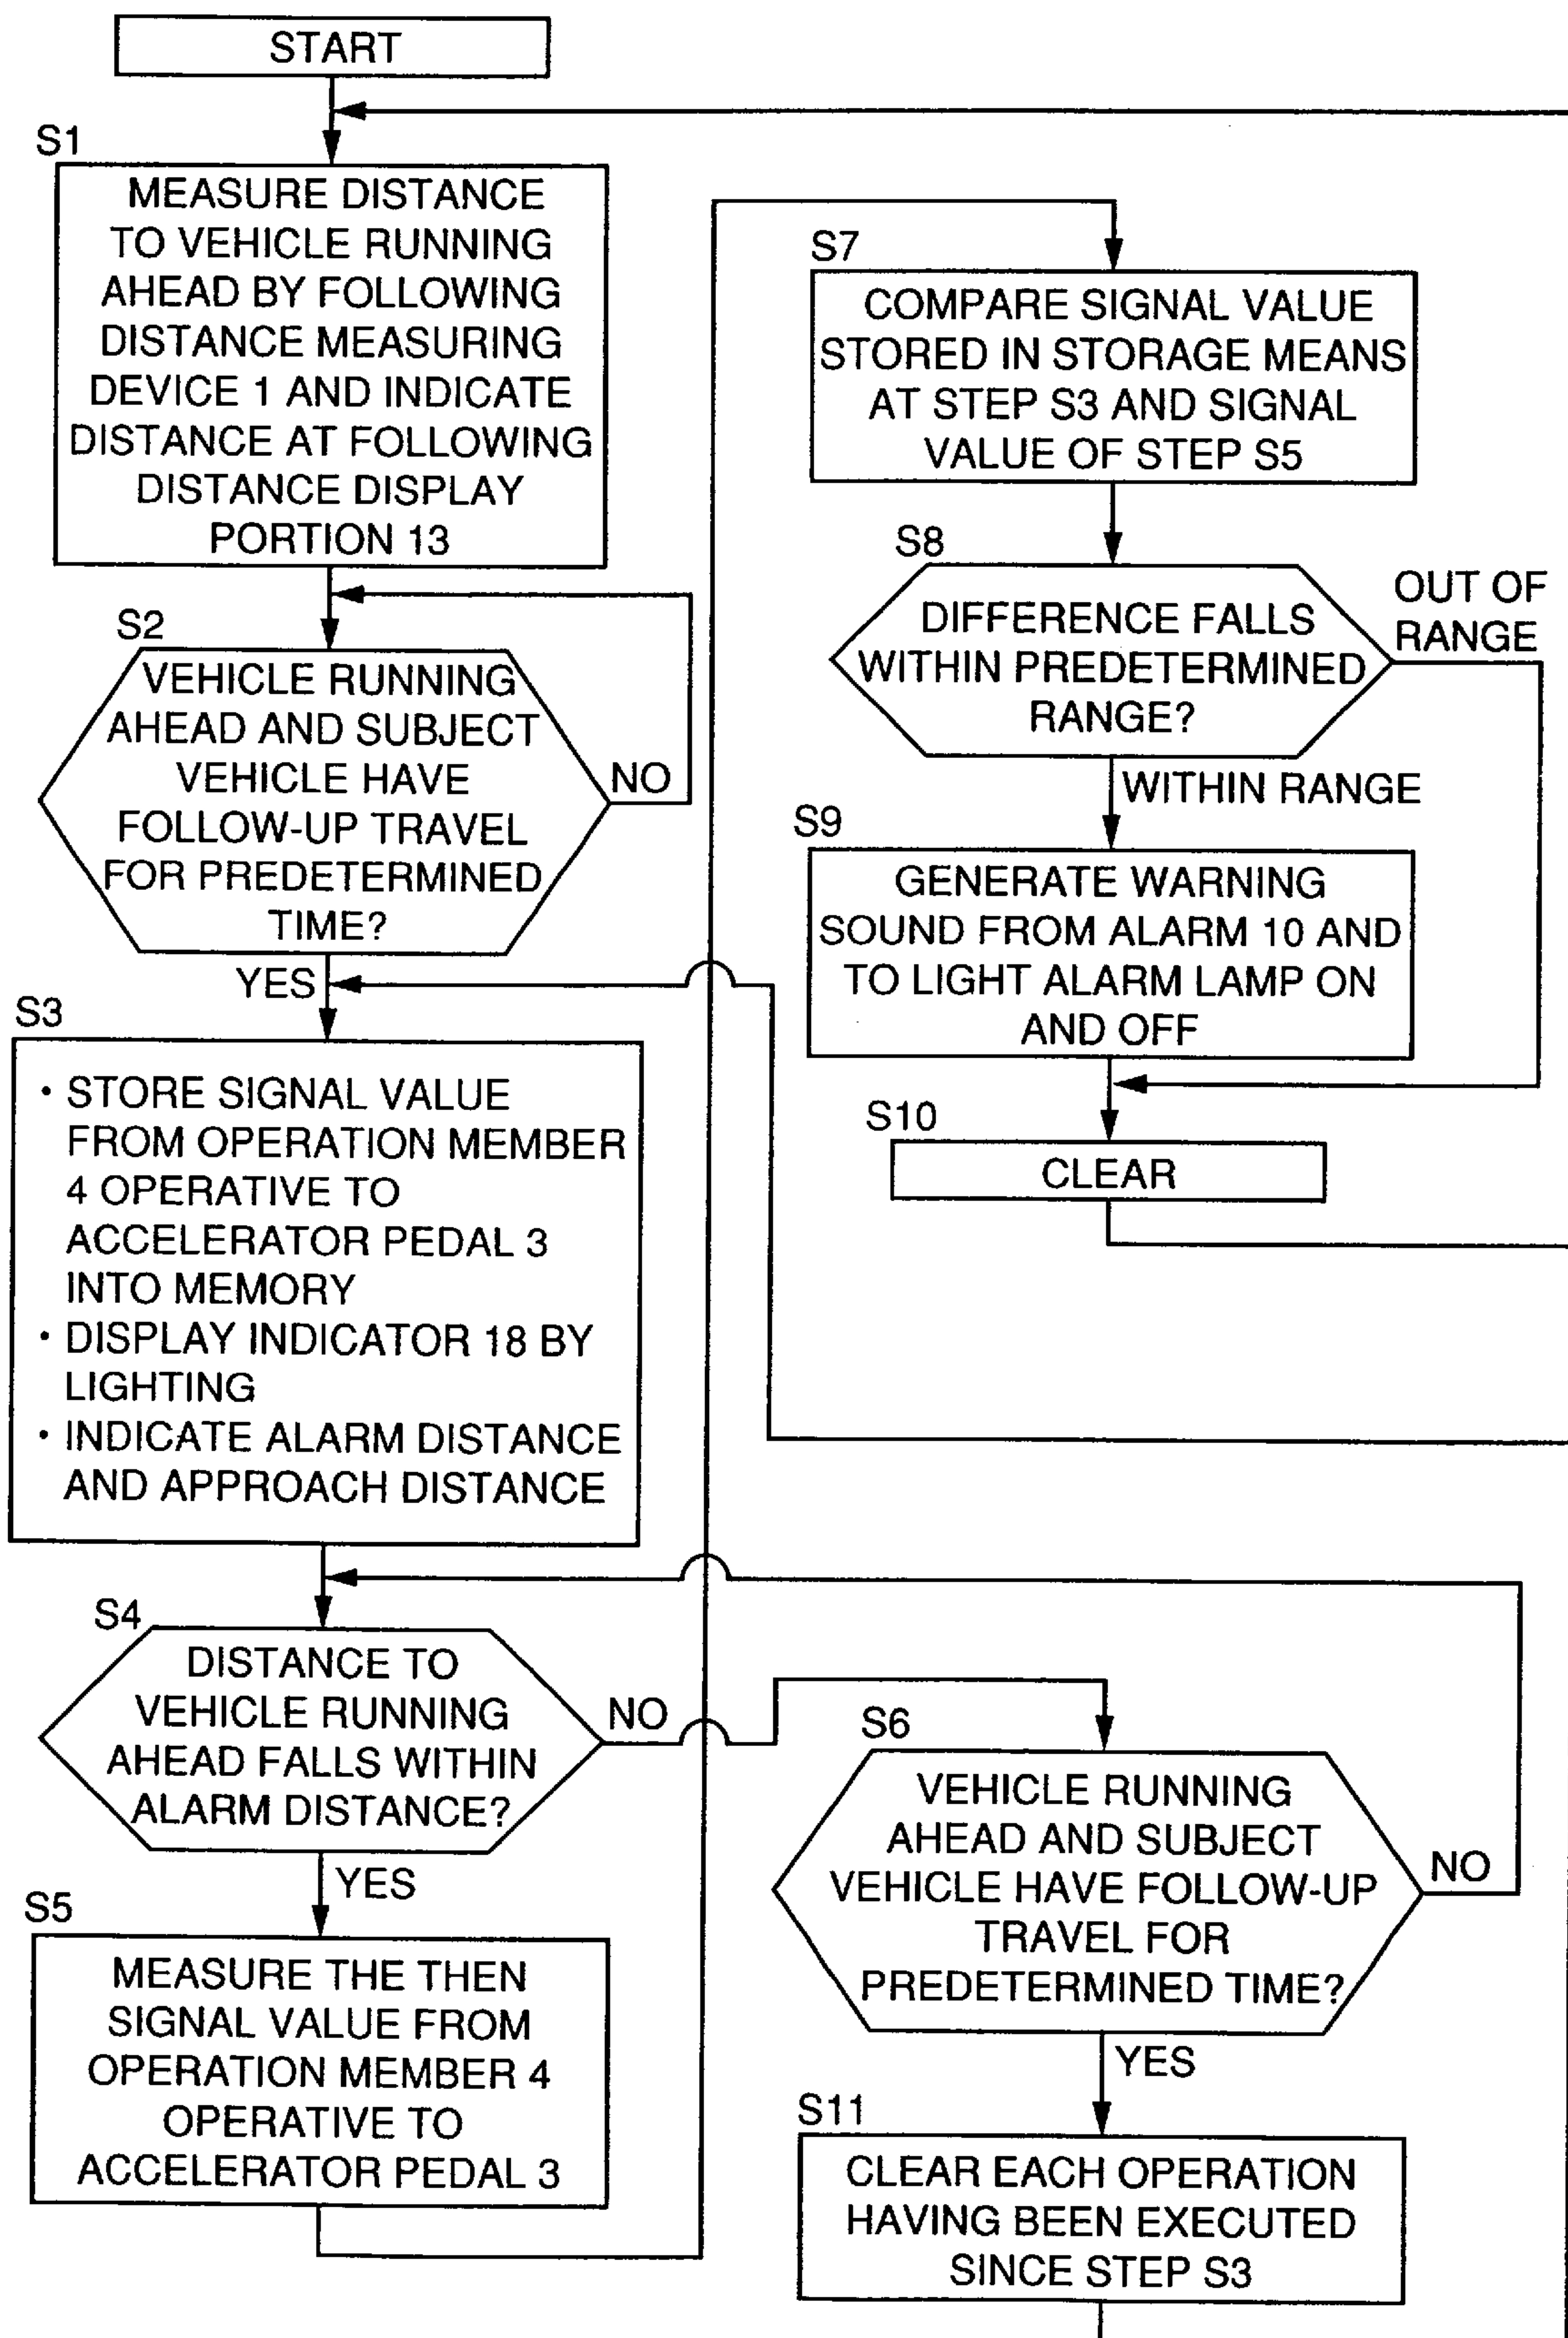 START
S1
MEASURE DISTANCE
TO VEHICLE RUNNING
AHEAD BY FOLLOWING
DISTANCE MEASURING
DEVICE 1 AND INDICATE
DISTANCE AT FOLLOWING
DISTANCE DISPLAY
PORTION 13
S2
VEHICLE RUNNING
AHEAD AND SUBJECT
VEHICLE HAVE
FOLLOW-UP TRAVEL
FOR PREDETERMINED
TIME?
NO
YES
S3
· STORE SIGNAL VALUE
FROM OPERATION MEMBER
4 OPERATIVE TO
ACCELERATOR PEDAL 3
INTO MEMORY
· DISPLAY INDICATOR 18 BY
LIGHTING
· INDICATE ALARM DISTANCE
AND APPROACH DISTANCE
S4
DISTANCE TO
VEHICLE RUNNING
AHEAD FALLS WITHIN
ALARM DISTANCE?
NO
YES
S5
MEASURE THE THEN
SIGNAL VALUE FROM
OPERATION MEMBER 4
OPERATIVE TO
ACCELERATOR PEDAL 3
S7
COMPARE SIGNAL VALUE
STORED IN STORAGE MEANS
AT STEP S3 AND SIGNAL
VALUE OF STEP S5
S8
DIFFERENCE FALLS
WITHIN PREDETERMINED
RANGE?
OUT OF
RANGE
WITHIN RANGE
S9
GENERATE WARNING
SOUND FROM ALARM 10 AND
TO LIGHT ALARM LAMP ON
AND OFF
S10
CLEAR
S6
VEHICLE RUNNING
AHEAD AND SUBJECT
VEHICLE HAVE FOLLOW-UP
TRAVEL FOR
PREDETERMINED TIME?
NO
YES
S11
CLEAR EACH OPERATION
HAVING BEEN EXECUTED
SINCE STEP S3